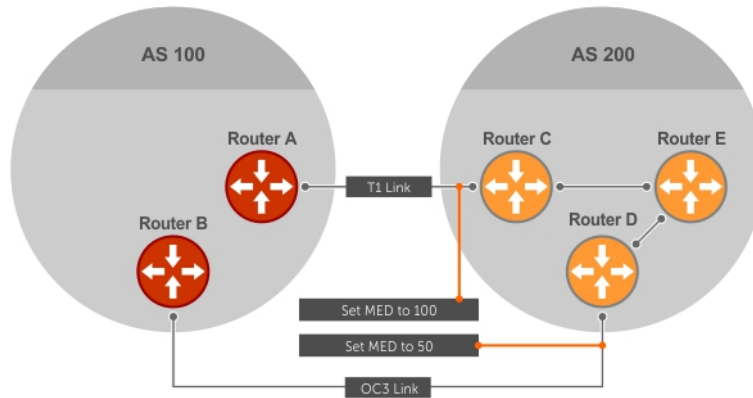 AS 100
AS 200
Router A
Router C
Router E
T1 Link
Router B
Router D
Set MED to 100
Set MED to 50
OC3 Link